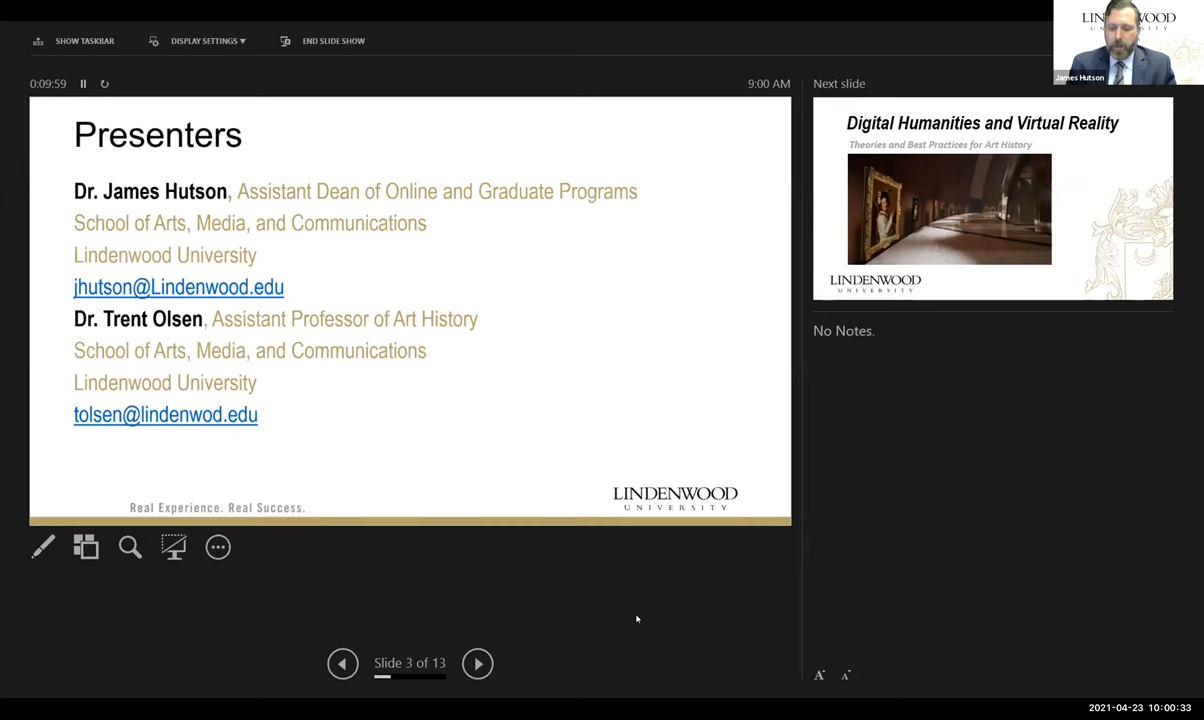 SHOW TASKBAR
DISPLAY SETTINGS ▼
END SLIDE SHOW
LINDENWOOD
UNIVERSITY
James Hutson
0:09:59
9:00 AM
Presenters
Dr. James Hutson, Assistant Dean of Online and Graduate Programs
School of Arts, Media, and Communications
Lindenwood University
jhutson@Lindenwood.edu
Dr. Trent Olsen, Assistant Professor of Art History
School of Arts, Media, and Communications
Lindenwood University
tolsen@lindenwod.edu
Real Experience. Real Success.
LINDENWOOD
UNIVERSITY
Slide 3 of 13
Next slide
Digital Humanities and Virtual Reality
Theories and Best Practices for Art History
LINDENWOOD
UNIVERSITY
No Notes.
A A
2021-04-23 10:00:33